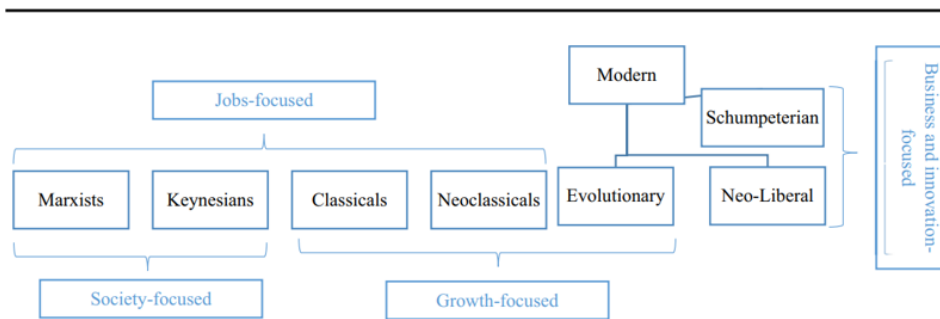 Modern
Jobs-focused
Schumpeterian
Business and innovation-
focused
Marxists
Keynesians
Classicals
Neoclassicals
Evolutionary
Neo-Liberal
Society-focused
Growth-focused